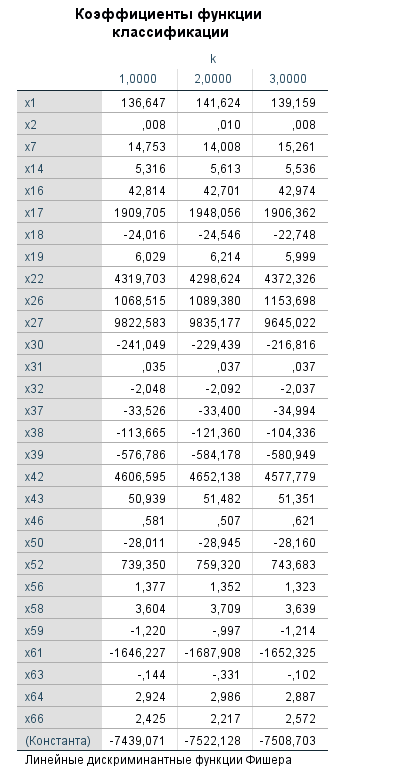 Коэффициенты функции
классификации
k
1,0000 2,0000 3,0000
x1 136,647 141,624 139,159
x2 ,008 ,010 ,008
x7 14,753 14,008 15,261
x14 5,316 5,613 5,536
x16 42,814 42,701 42,974
x17 1909,705 1948,056 1906,362
x18 -24,016 -24,546 -22,748
x19 6,029 6,214 5,999
x22 4319,703 4298,624 4372,326
x26 1068,515 1089,380 1153,698
x27 9822,583 9835,177 9645,022
x30 -241,049 -229,439 -216,816
x31 ,035 ,037 ,037
x32 -2,048 -2,092 -2,037
x37 -33,526 -33,400 -34,994
x38 -113,665 -121,360 -104,336
x39 -576,786 -584,178 -580,949
x42 4606,595 4652,138 4577,779
x43 50,939 51,482 51,351
x46 ,581 ,507 ,621
x50 -28,011 -28,945 -28,160
x52 739,350 759,320 743,683
x56 1,377 1,352 1,323
x58 3,604 3,709 3,639
x59 -1,220 -,997 -1,214
x61 -1646,227 -1687,908 -1652,325
x63 -,144 -,331 -,102
x64 2,924 2,986 2,887
x66 2,425 2,217 2,572
(Константа) -7439,071 -7522,128 -7508,703
Линейные дискриминантные функции Фишера